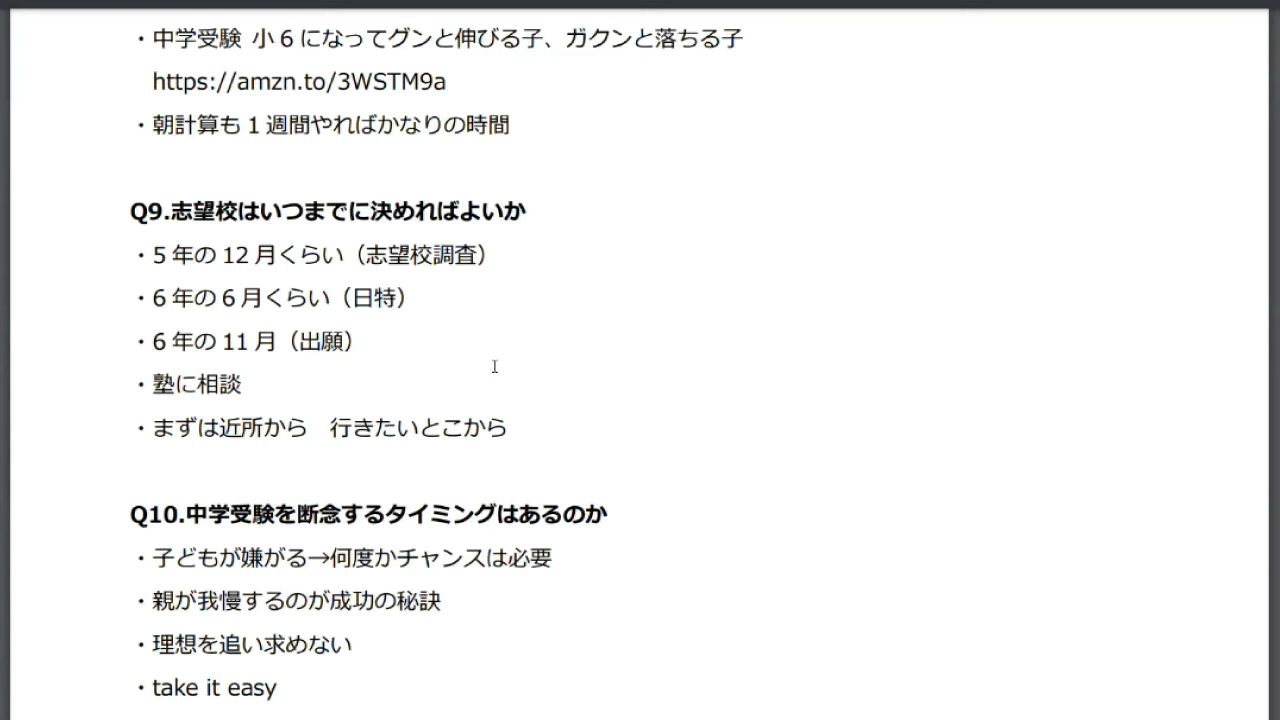 ・中学受験 小６になってグンと伸びる子、ガクンと落ちる子
https://amzn.to/3WSTM9a
・朝計算も１週間やればかなりの時間
Q9.志望校はいつまでに決めればよいか
・5 年の 12 月くらい（志望校調査）
・6 年の 6 月くらい（日特）
・6 年の 11 月（出願）
・塾に相談
・まずは近所から　行きたいとこから
Q10.中学受験を断念するタイミングはあるのか
・子どもが嫌がる→何度かチャンスは必要
・親が我慢するのが成功の秘訣
・理想を追い求めない
・take it easy